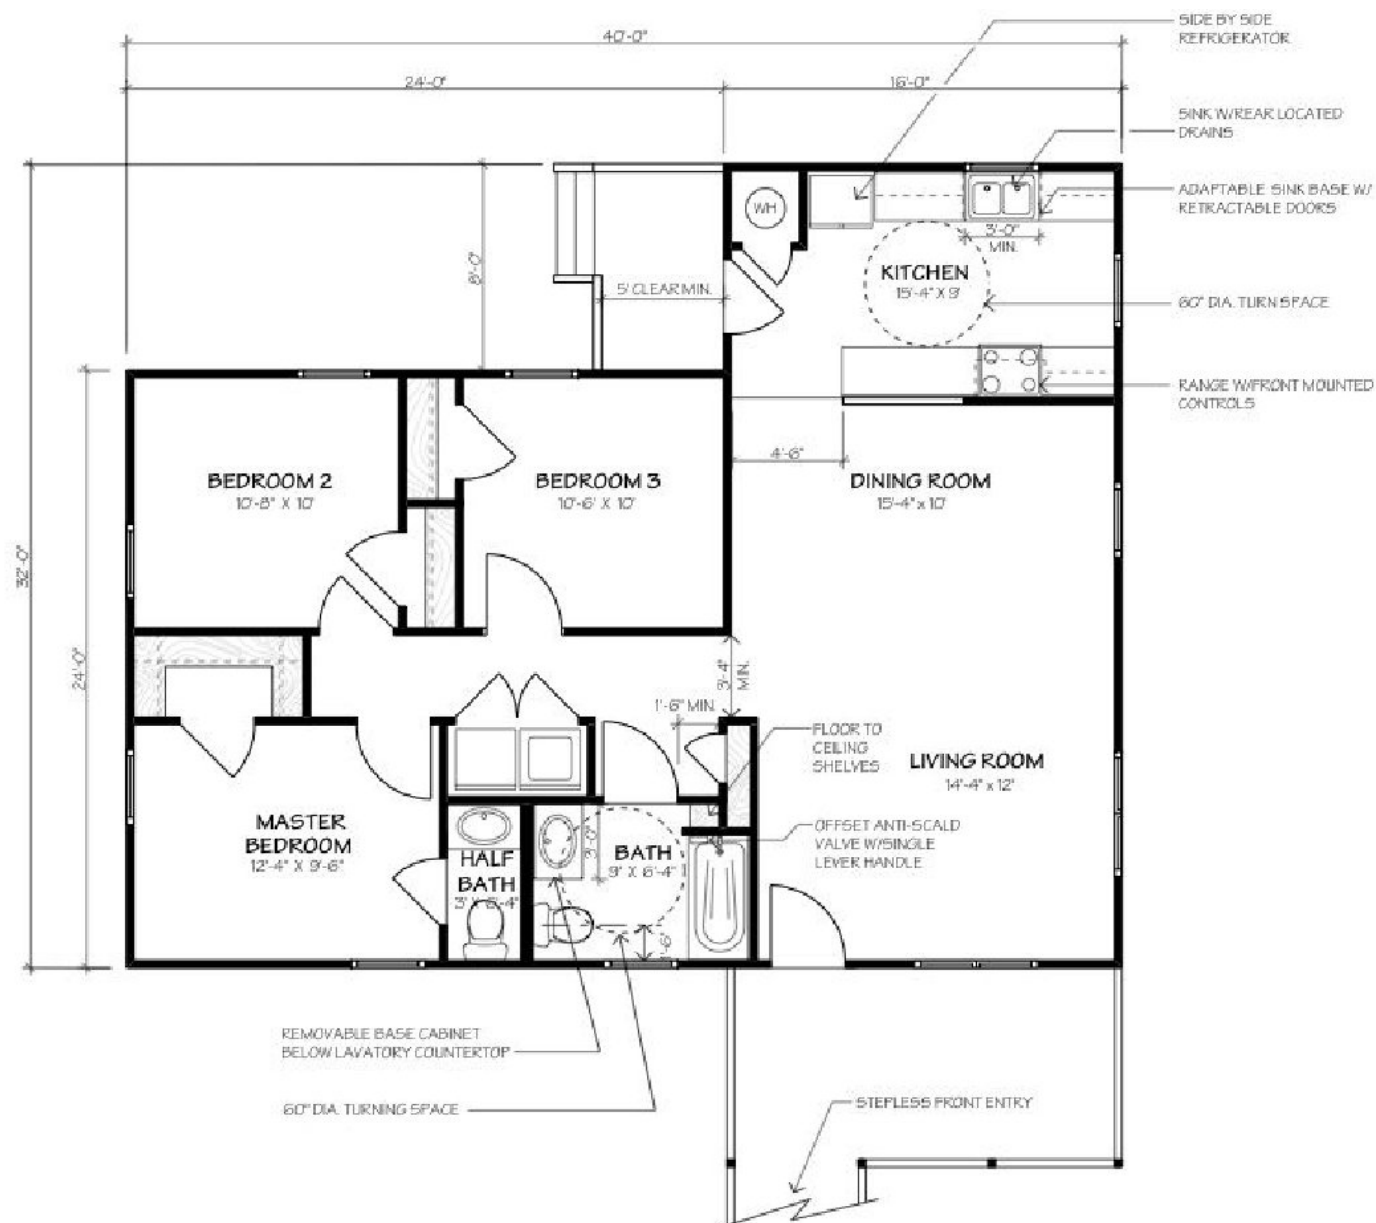 SIDE BY SIDE
REFRIGERATOR
40'-0"
24'-0"
16'-0"
SINK W/REAR LOCATED
DRAINS
ADAPTABLE SINK BASE W/
RETRACTABLE DOORS
WH
3'-0"
MIN.
8'-0"
5' CLEAR MIN.
KITCHEN
15'-4" X 9'
60" DIA. TURN SPACE
RANGE W/FRONT MOUNTED
CONTROLS
4'-6"
BEDROOM 2
10'-8" X 10'
BEDROOM 3
10'-6' X 10'
DINING ROOM
15'-4" x 10'
32'-0"
24'-0"
3'-4"
MIN.
1'-6" MIN.
FLOOR TO
CEILING
SHELVES
LIVING ROOM
14'-4" x 12'
MASTER
BEDROOM
12'-4" X 9'-6"
HALF
BATH
3'-0"
BATH
9' X 6'-4"
OFFSET ANTI-SCALD
VALVE W/SINGLE
LEVER HANDLE
1'-6"
REMOVABLE BASE CABINET
BELOW LAVATORY COUNTERTOP
60" DIA. TURNING SPACE
STEPLESS FRONT ENTRY